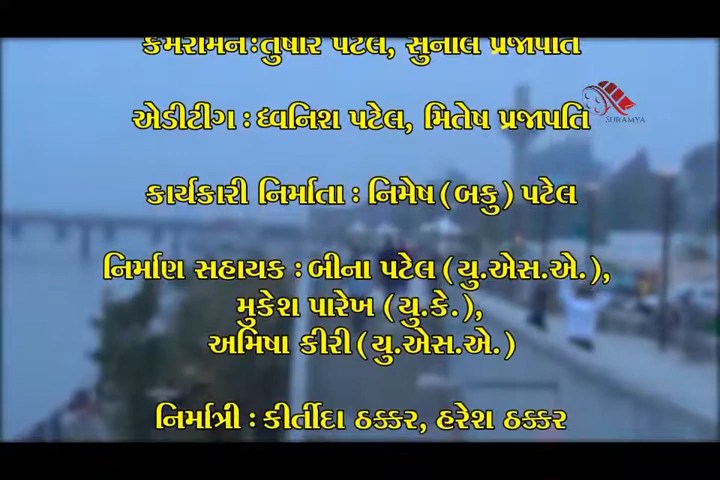 કેમેરામેન:તુષાર પટેલ, સુનીલ પ્રજાપતિ
SURAMYA
એડીટીગ : ધ્વનિશ પટેલ, મિતેષ પ્રજાપતિ
કાર્યકારી નિર્માતા : નિમેષ(બકુ)પટેલ
નિર્માણ સહાયક : બીના પટેલ (યુ.એસ.એ.),
મુકેશ પારેખ (યુ.કે.),
અમિષા કીરી(યુ.એસ.એ.)
નિર્માત્રી : કીર્તીદા ઠક્કર, હરેશ ઠક્કર